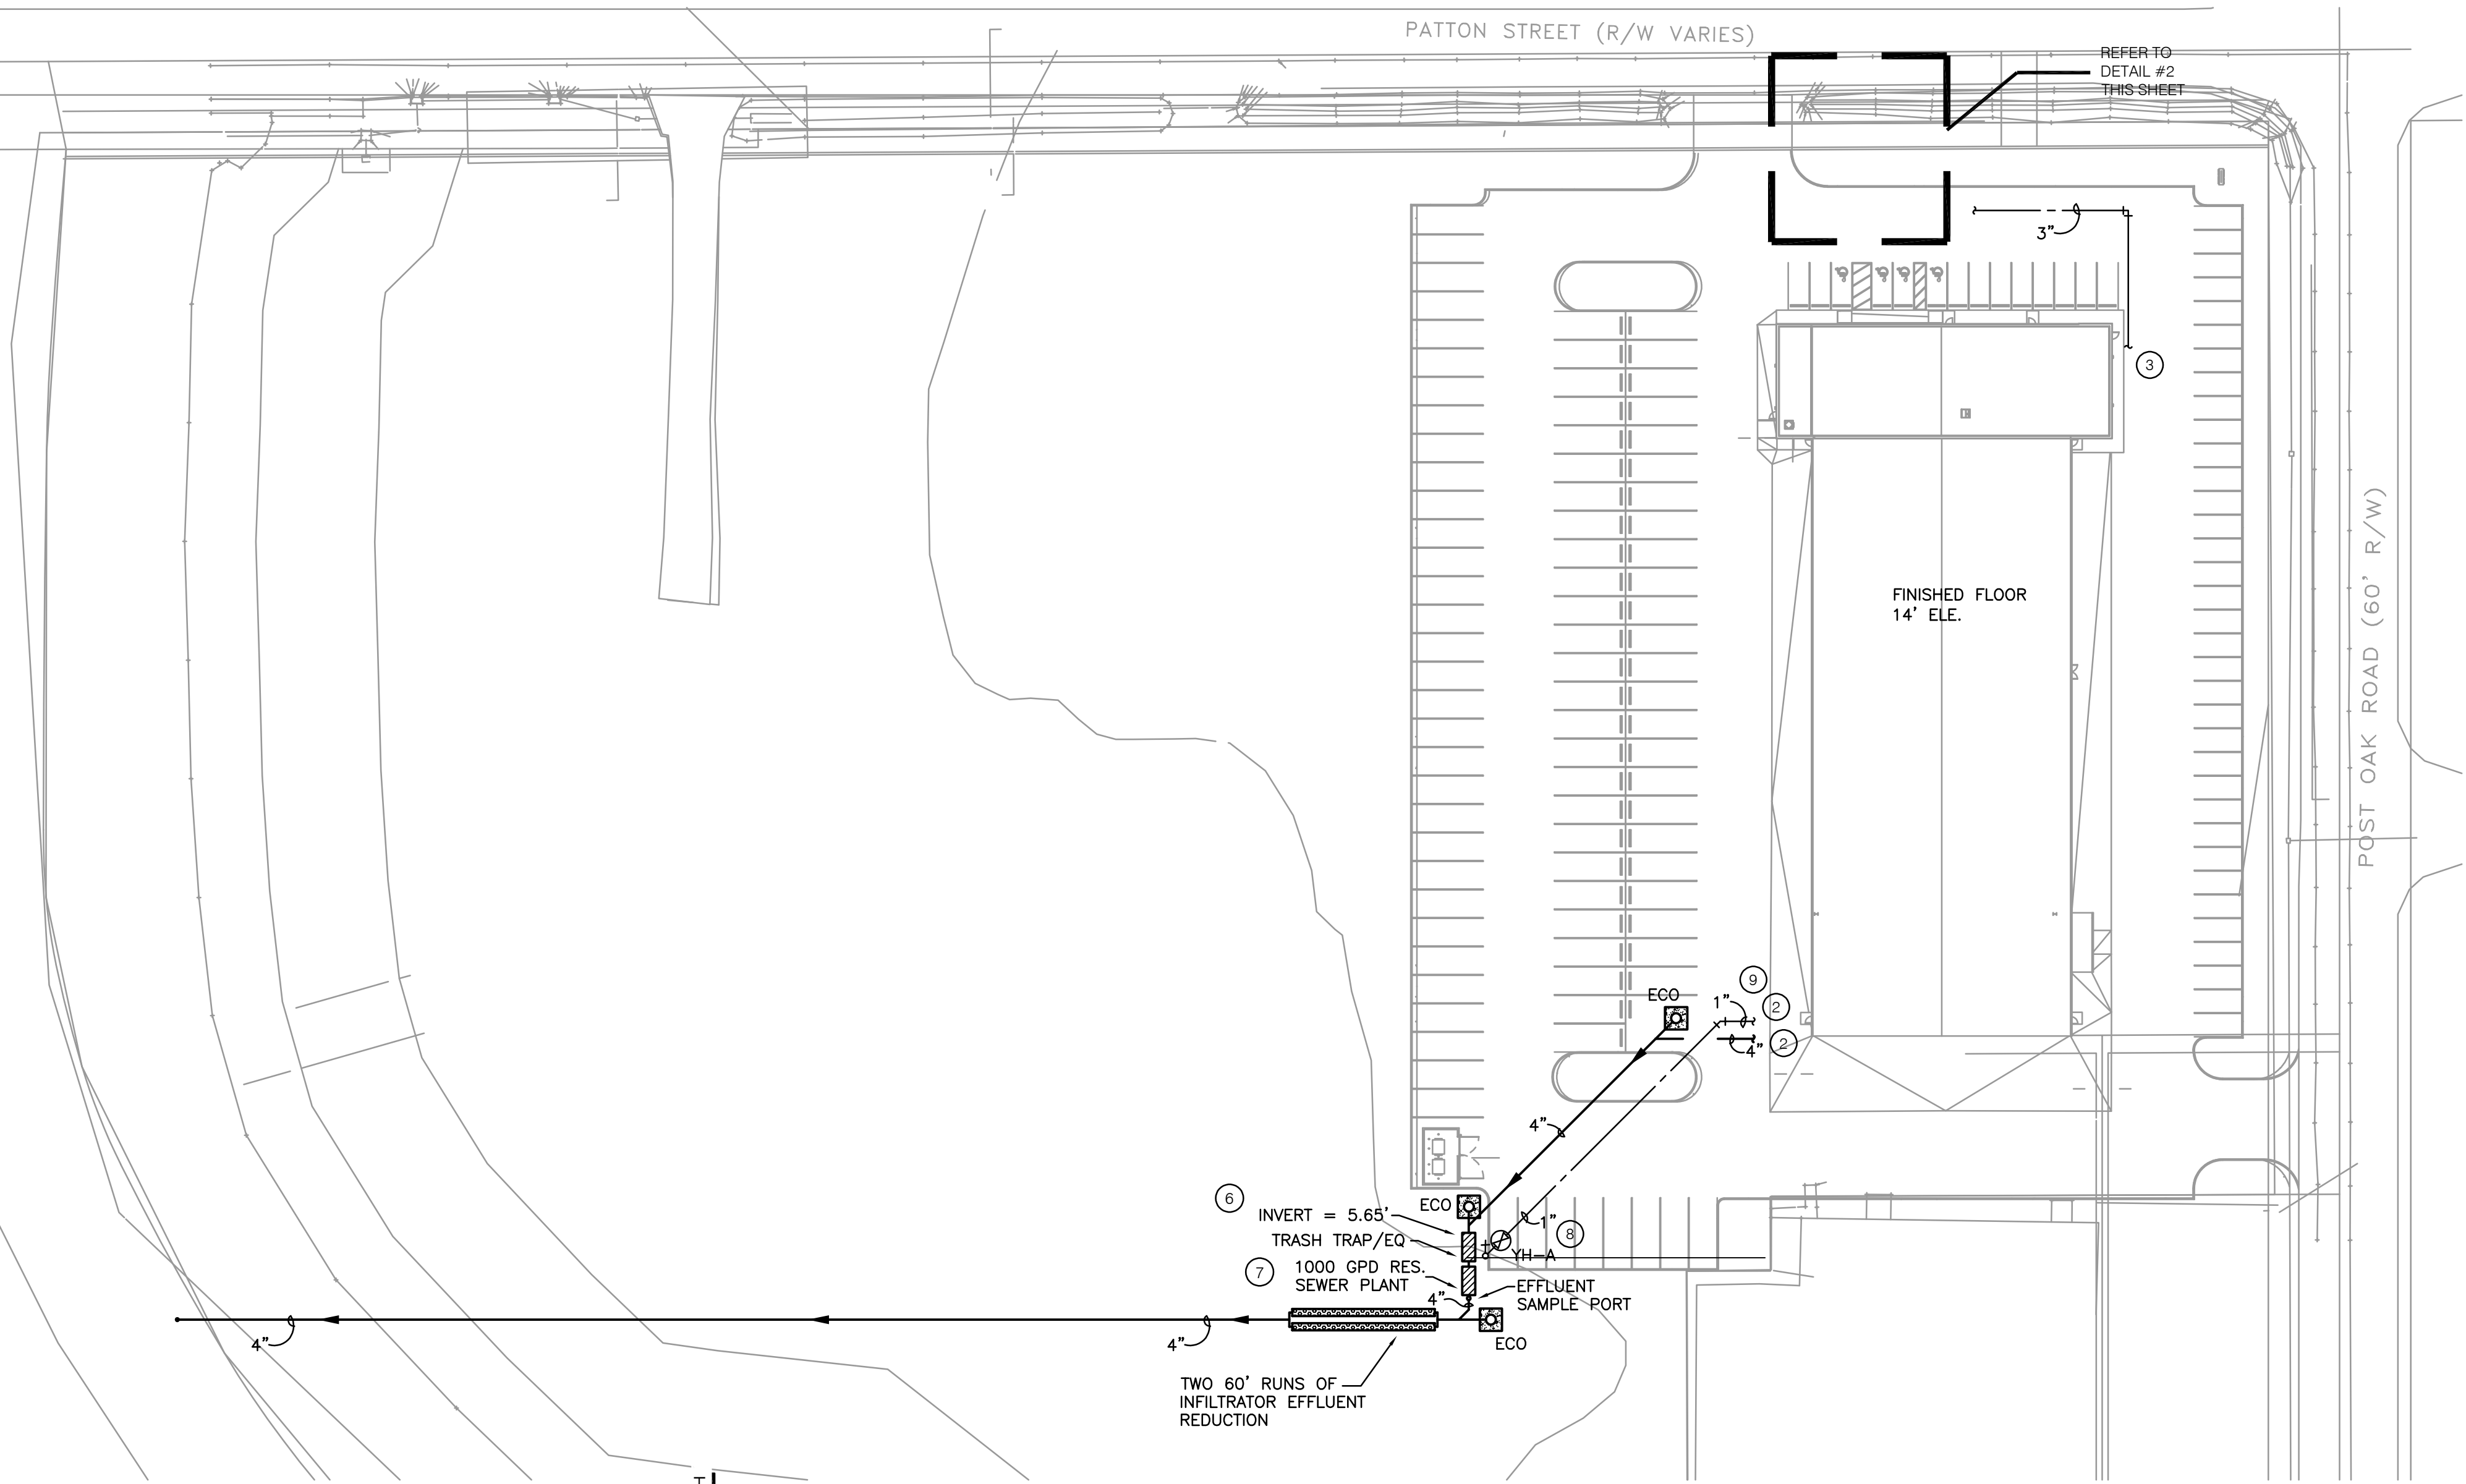 PATTON STREET (R/W VARIES)
REFER TO
DETAIL #2
THIS SHEET
3"
3
FINISHED FLOOR
14' ELE.
POST OAK ROAD (60' R/W)
9
ECO
1"
2
4"
2
4"
6
ECO
INVERT = 5.65'
1"
8
TRASH TRAP/EQ
YH-A
7
1000 GPD RES.
SEWER PLANT
EFFLUENT
SAMPLE PORT
4"
4"
4"
ECO
TWO 60' RUNS OF
INFILTRATOR EFFLUENT
REDUCTION